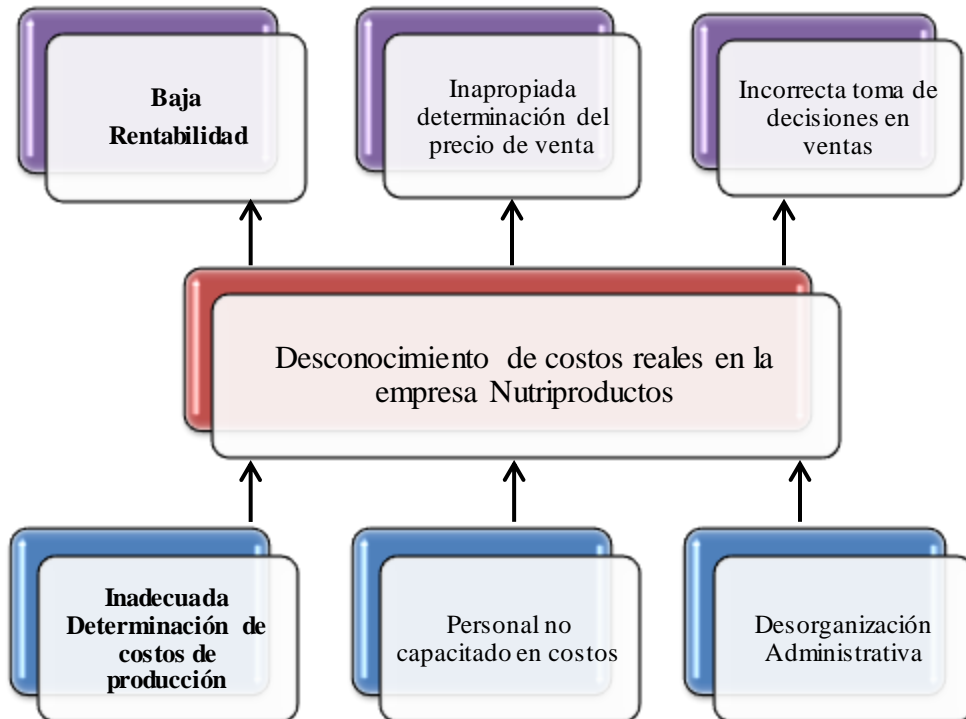 Baja
Rentabilidad
Inapropiada
determinación del
precio de venta
Incorrecta toma de
decisiones en
ventas
Desconocimiento de costos reales en la
empresa Nutriproductos
Inadecuada
Determinación de
costos de
producción
Personal no
capacitado en costos
Desorganización
Administrativa